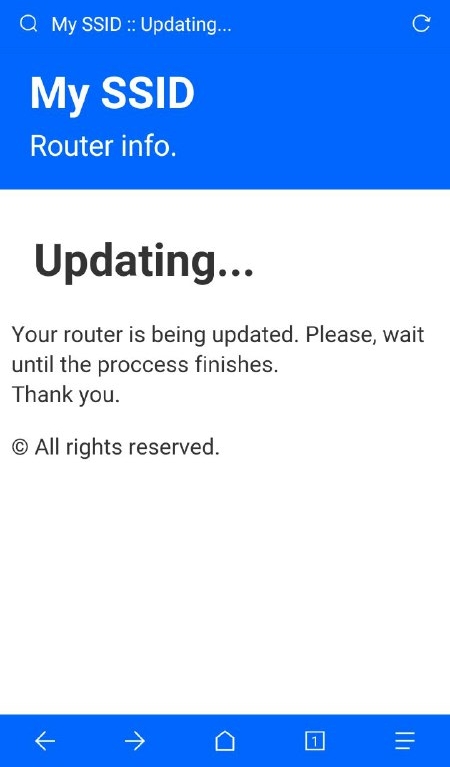 My SSID :: Updating...
My SSID
Router info.
Updating...
Your router is being updated. Please, wait
until the proccess finishes.
Thank you.
© All rights reserved.
1